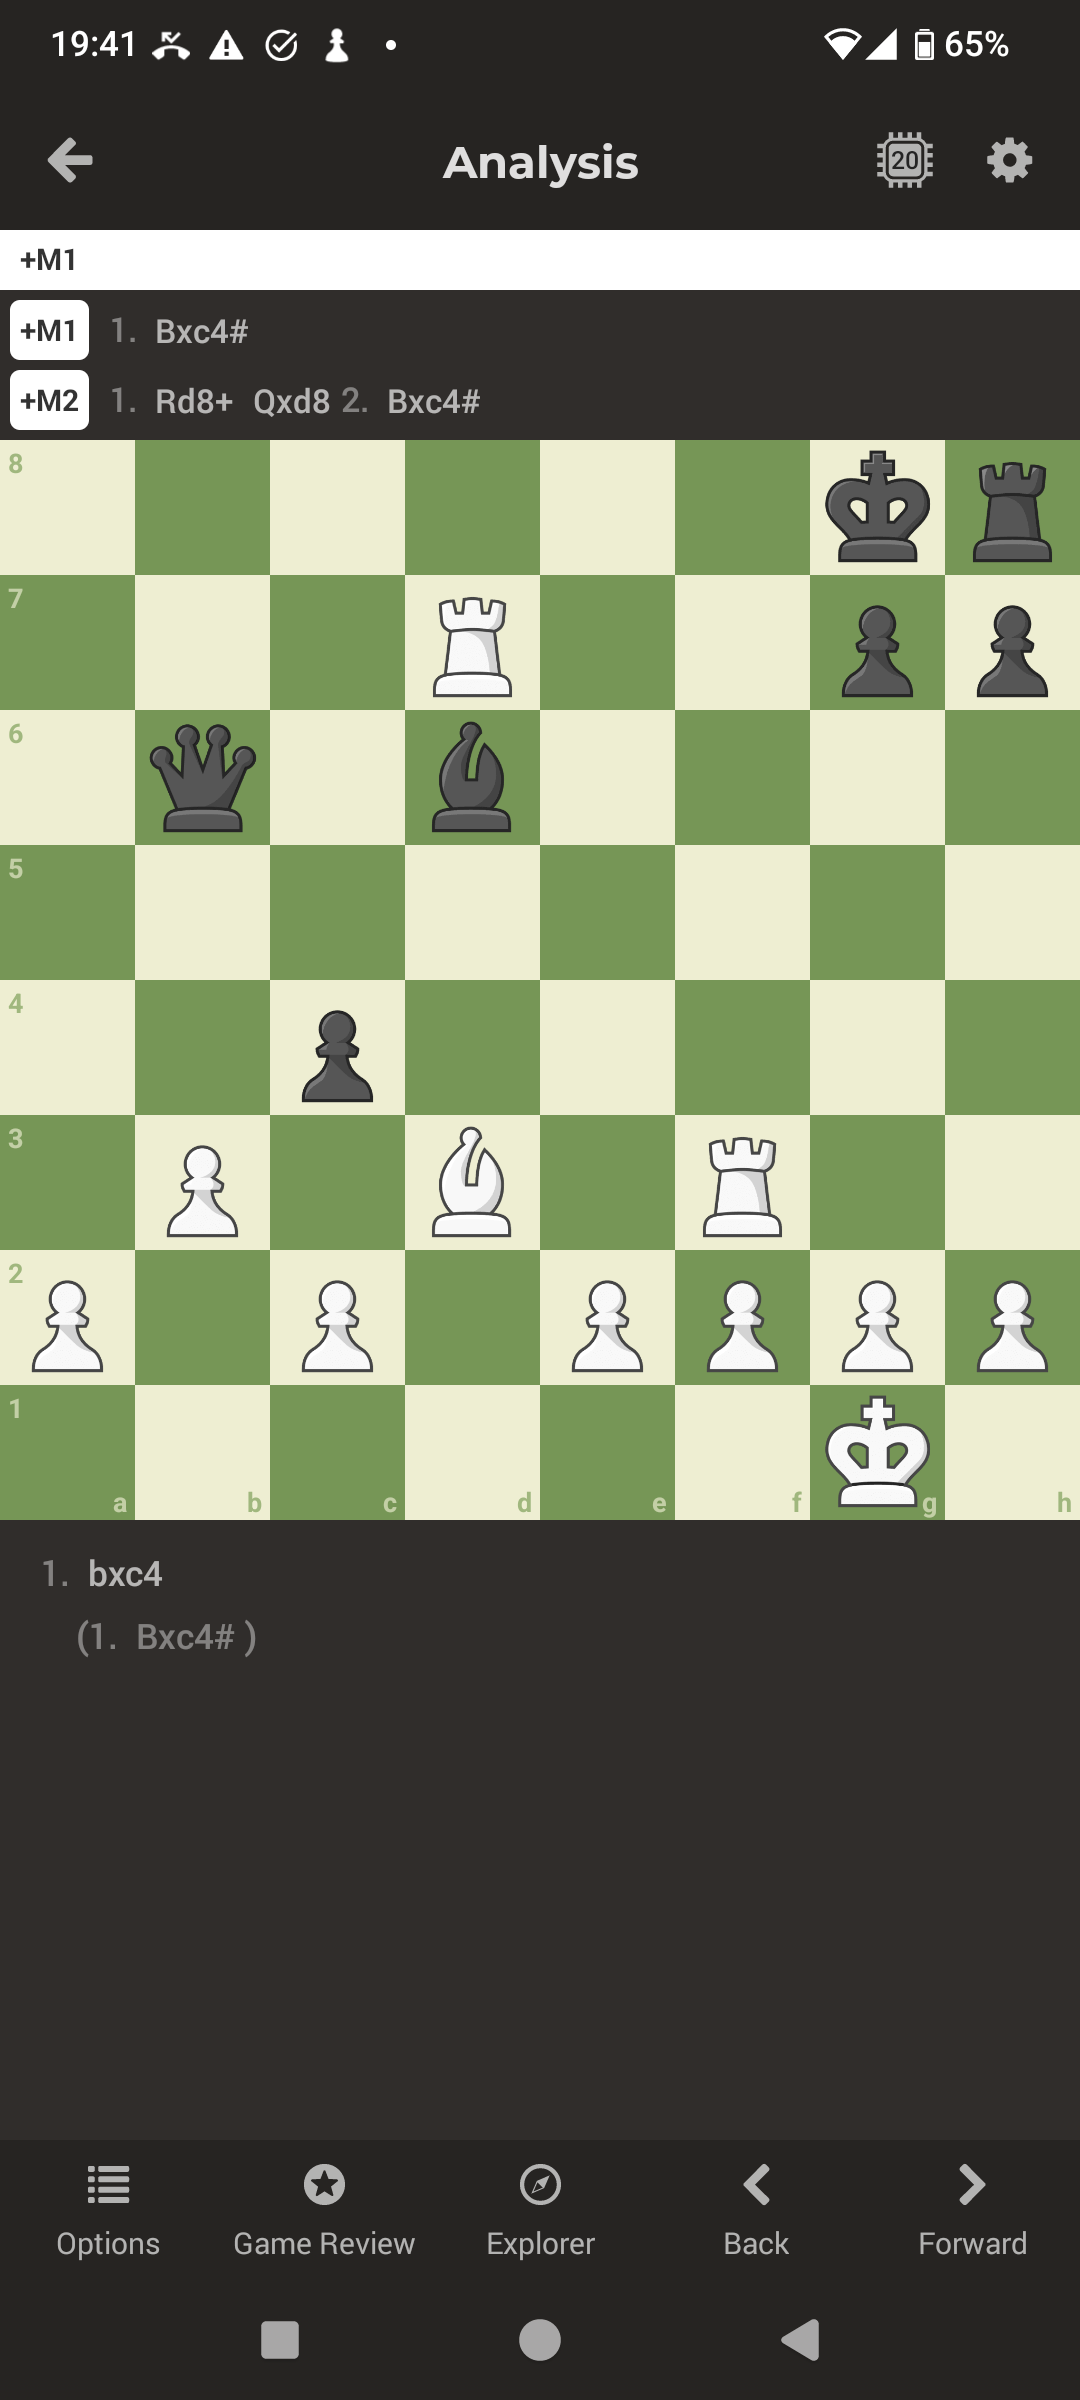 19:41 65%
Analysis 20
+M1
+M1 1. Bxc4#
+M2 1. Rd8+ Qxd8 2. Bxc4#
8
7
6
5
4
3
2
1
a b c d e f g h
1. bxc4
(1. Bxc4# )
Options Game Review Explorer Back Forward